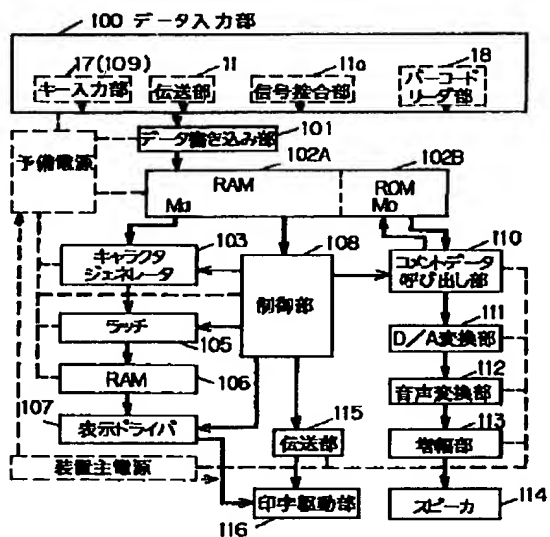 100 データ入力部
17(109) 11 11a 18
キー入力部 伝送部 信号接合部 バーコード
リーダ部
データ書き込み部 101
予備電源
102A 102B
RAM ROM
Ma Mo
キャラクタ
ジェネレータ
103
108
制御部
110
コメントデータ
呼び出し部
ラッチ
105
111
D/A変換部
RAM 106
112
音声変換部
107
表示ドライバ
115
伝送部
113
増幅部
装置主電源
印字駆動部
116
スピーカ
114